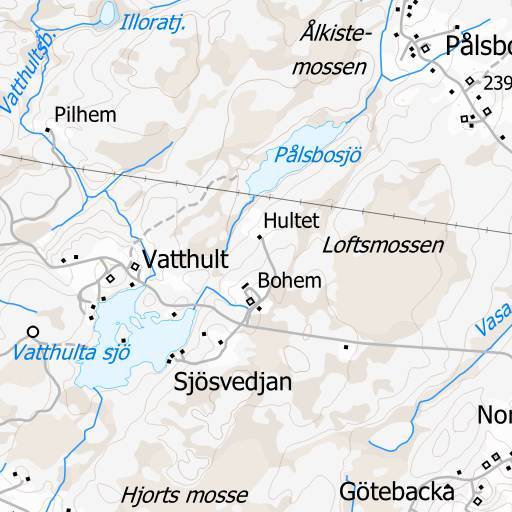 Illoratj.
Ålkiste-
mossen
Pålsbo
239
Vatthultsb.
Pilhem
Pålsbosjö
Hultet
Loftsmossen
Vatthult
Bohem
Vasa
Vatthulta sjö
Sjösvedjan
Nor
Götebacka
Hjorts mosse